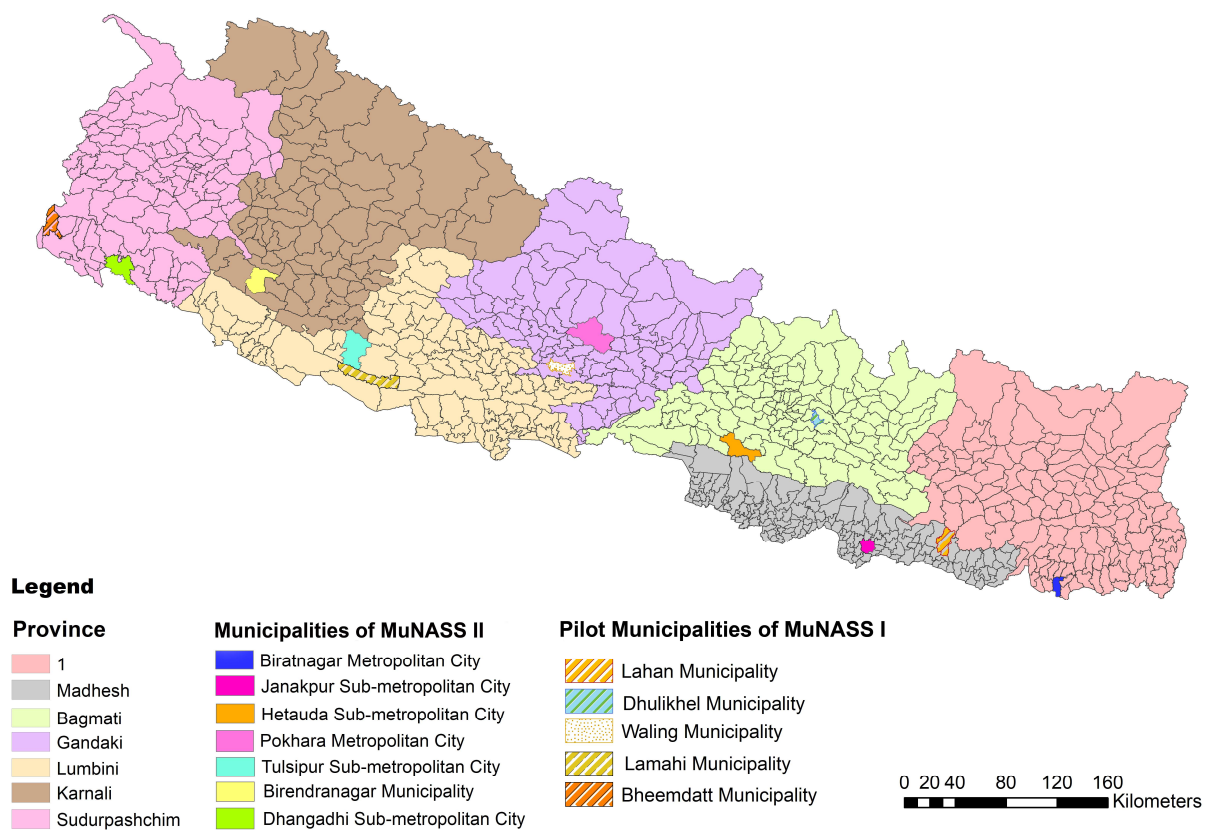 Legend
Province
1
Madhesh
Bagmati
Gandaki
Lumbini
Karnali
Sudurpashchim
Municipalities of MuNASS II
Biratnagar Metropolitan City
Janakpur Sub-metropolitan City
Hetauda Sub-metropolitan City
Pokhara Metropolitan City
Tulsipur Sub-metropolitan City
Birendranagar Municipality
Dhangadhi Sub-metropolitan City
Pilot Municipalities of MuNASS I
Lahan Municipality
Dhulikhel Municipality
Waling Municipality
Lamahi Municipality
Bheemdatt Municipality
0 20 40 80 120 160
Kilometers